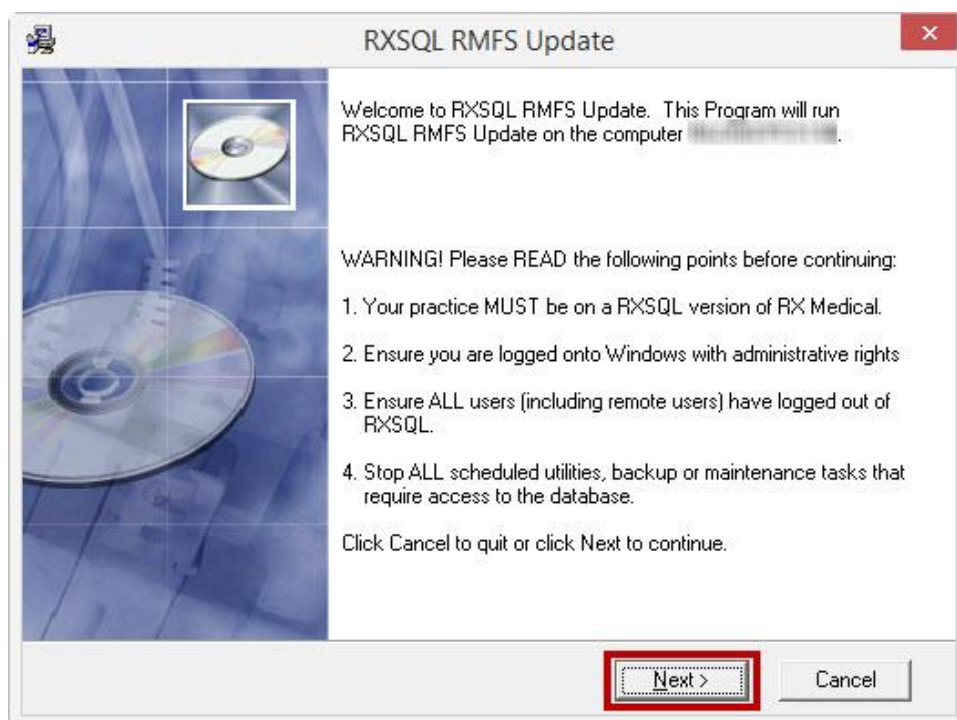 RXSQL RMFS Update
Welcome to RXSQL RMFS Update. This Program will run
RXSQL RMFS Update on the computer .
WARNING! Please READ the following points before continuing:
1. Your practice MUST be on a RXSQL version of RX Medical.
2. Ensure you are logged onto Windows with administrative rights
3. Ensure ALL users (including remote users) have logged out of
RXSQL.
4. Stop ALL scheduled utilities, backup or maintenance tasks that
require access to the database.
Click Cancel to quit or click Next to continue.
Next >
Cancel